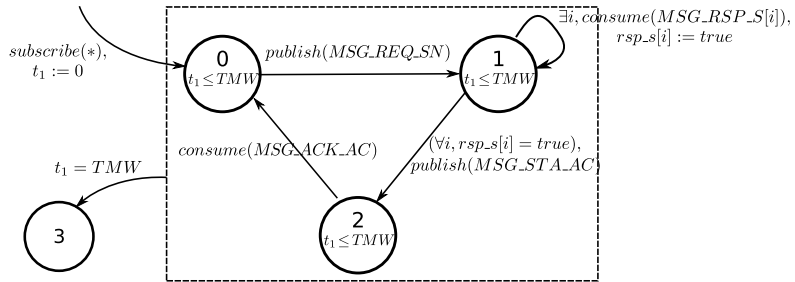 ∃i, consume(MSG_RSP_S[i]),
rsp_s[i] := true
subscribe(∗),
t₁ := 0
publish(MSG_REQ_SN)
0
t₁ ≤ TMW
1
t₁ ≤ TMW
consume(MSG_ACK_AC)
(∀i, rsp_s[i] = true),
publish(MSG_STA_AC)
t₁ = TMW
2
t₁ ≤ TMW
3